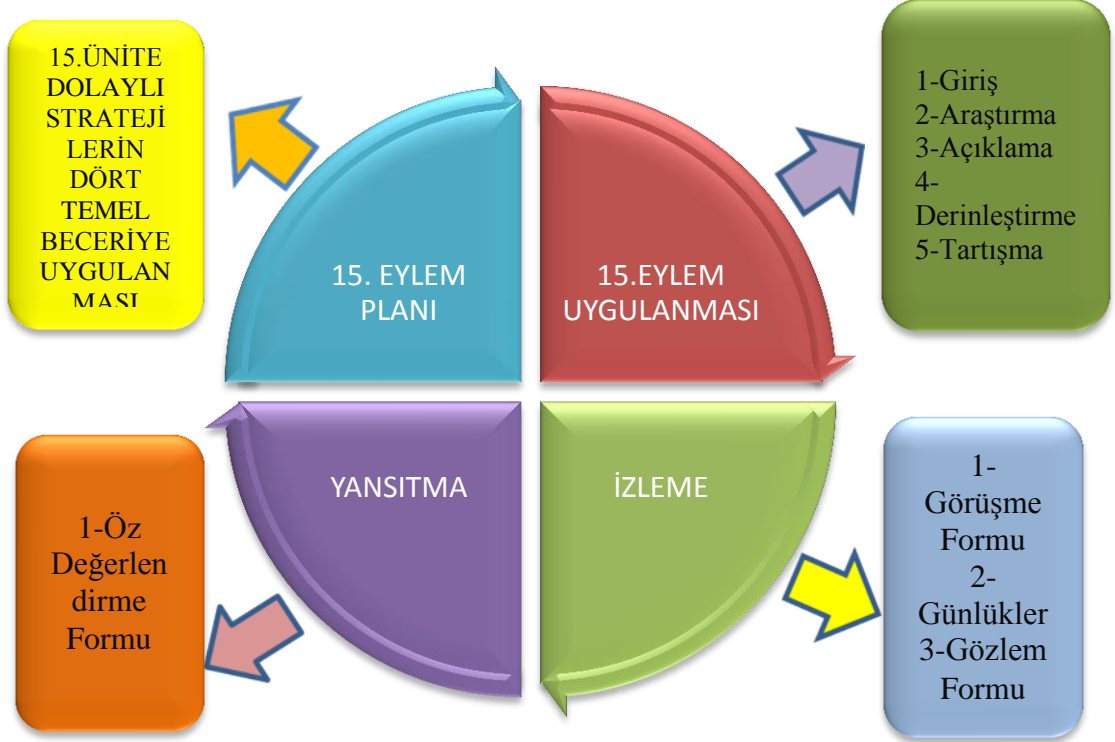 15.ÜNİTE
DOLAYLI
STRATEJİ
LERİN
DÖRT
TEMEL
BECERİYE
UYGULAN
MASI
15. EYLEM
PLANI
15.EYLEM
UYGULANMASI
1-Giriş
2-Araştırma
3-Açıklama
4-
Derinleştirme
5-Tartışma
1-Öz
Değerlen
dirme
Formu
YANSITMA
İZLEME
1-
Görüşme
Formu
2-
Günlükler
3-Gözlem
Formu